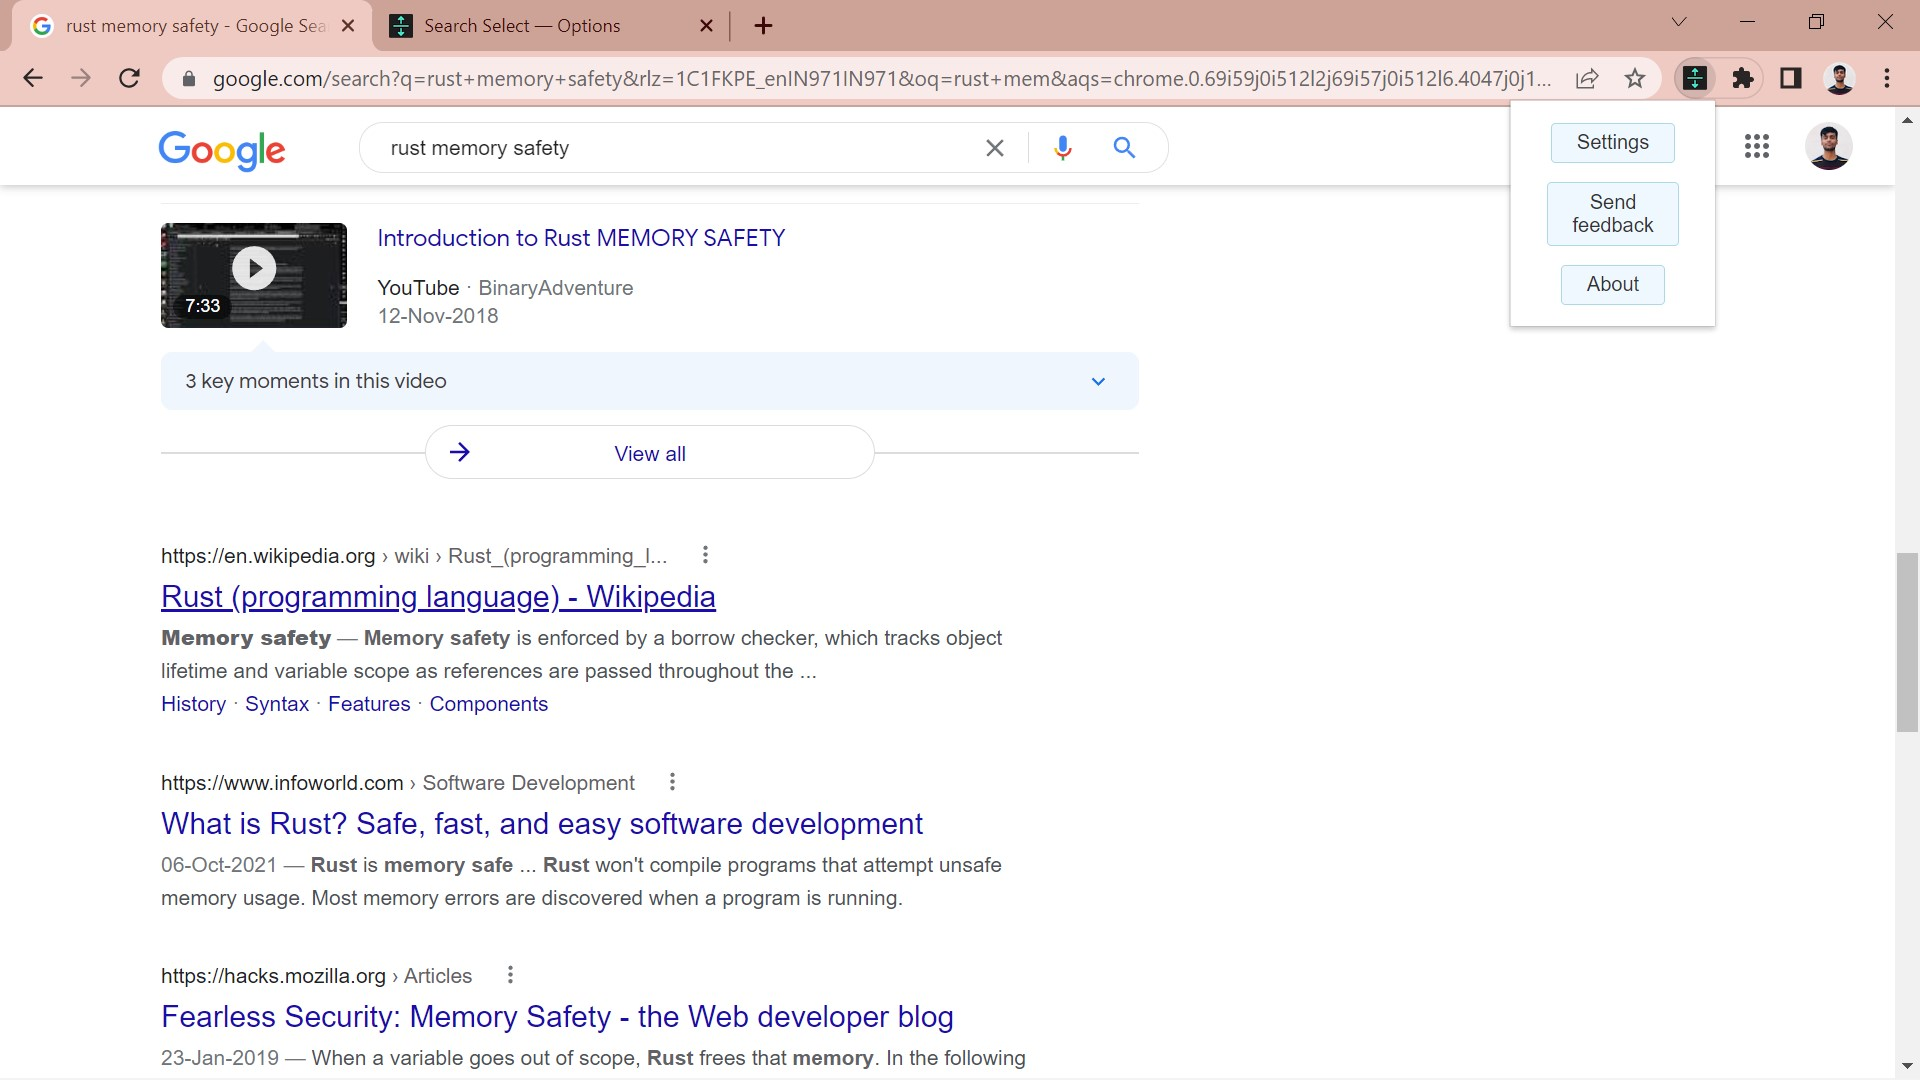 rust memory safety - Google Sea
Search Select — Options
google.com/search?q=rust+memory+safety&rlz=1C1FKPE_enIN971IN971&oq=rust+mem&aqs=chrome.0.69i59j0i512l2j69i57j0i512l6.4047j0j1...
Google
rust memory safety
Settings
Send
feedback
About
Introduction to Rust MEMORY SAFETY
7:33
YouTube · BinaryAdventure
12-Nov-2018
3 key moments in this video
View all
https://en.wikipedia.org › wiki › Rust_(programming_l...
Rust (programming language) - Wikipedia
Memory safety — Memory safety is enforced by a borrow checker, which tracks object
lifetime and variable scope as references are passed throughout the ...
History · Syntax · Features · Components
https://www.infoworld.com › Software Development
What is Rust? Safe, fast, and easy software development
06-Oct-2021 — Rust is memory safe ... Rust won't compile programs that attempt unsafe
memory usage. Most memory errors are discovered when a program is running.
https://hacks.mozilla.org › Articles
Fearless Security: Memory Safety - the Web developer blog
23-Jan-2019 — When a variable goes out of scope, Rust frees that memory. In the following